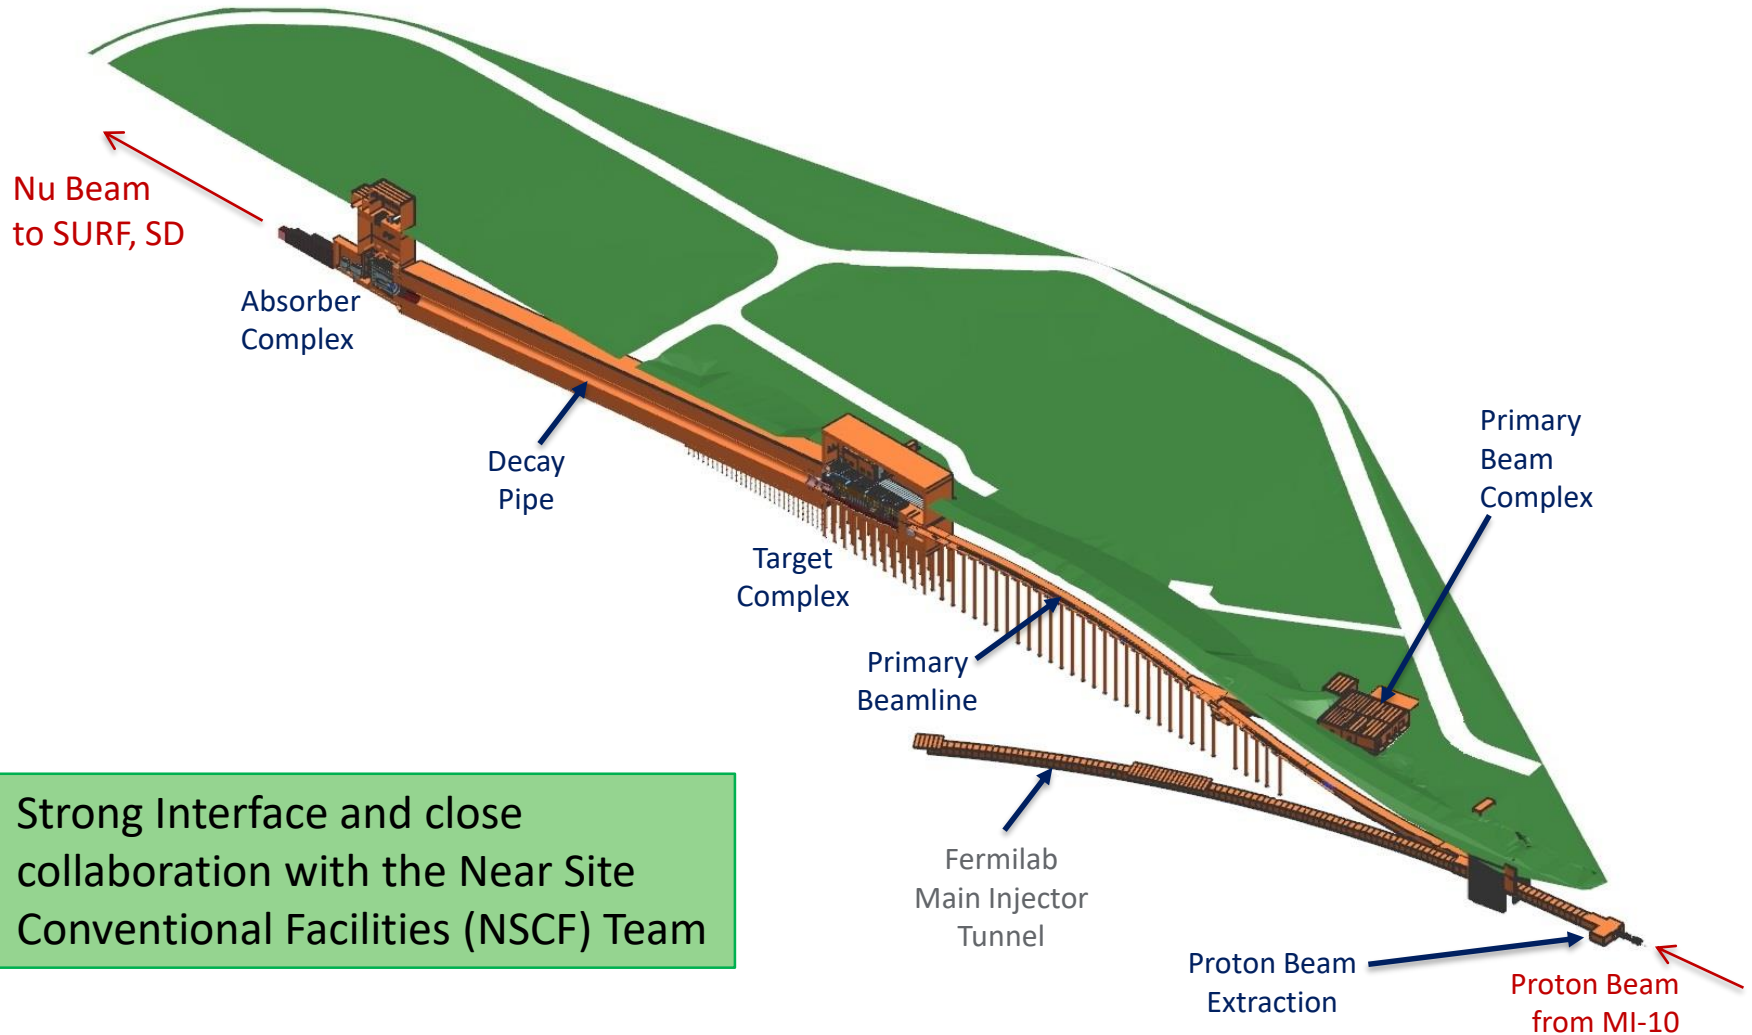 Nu Beam
to SURF, SD
Absorber
Complex
Decay
Pipe
Target
Complex
Primary
Beam
Complex
Primary
Beamline
Strong Interface and close
collaboration with the Near Site
Conventional Facilities (NSCF) Team
Fermilab
Main Injector
Tunnel
Proton Beam
Extraction
Proton Beam
from MI-10